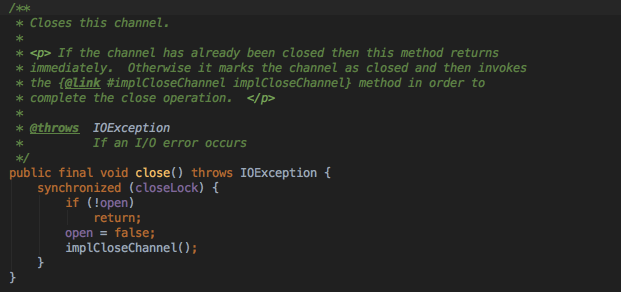 /**
 * Closes this channel.
 *
 * <p> If the channel has already been closed then this method returns
 * immediately.  Otherwise it marks the channel as closed and then invokes
 * the {@link #implCloseChannel implCloseChannel} method in order to
 * complete the close operation.  </p>
 *
 * @throws  IOException
 *          If an I/O error occurs
 */
public final void close() throws IOException {
    synchronized (closeLock) {
        if (!open)
            return;
        open = false;
        implCloseChannel();
    }
}